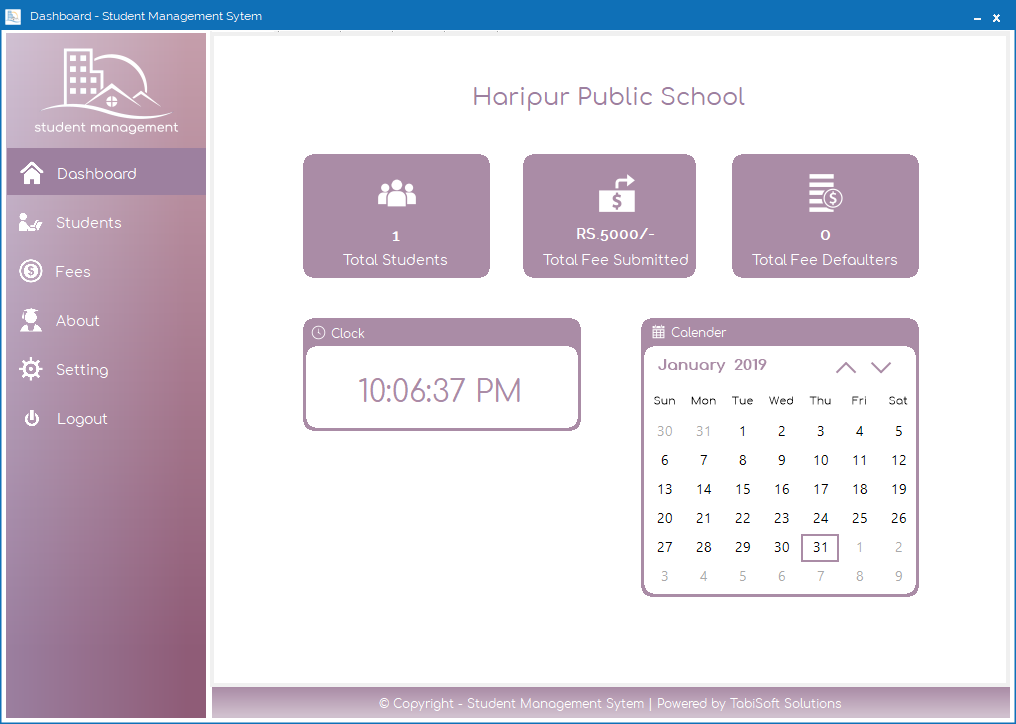 Dashboard - Student Management Sytem
student management
Dashboard
Students
Fees
About
Setting
Logout
Haripur Public School
1
Total Students
RS.5000/-
Total Fee Submitted
0
Total Fee Defaulters
Clock
10:06:37 PM
Calender
January 2019
Sun Mon Tue Wed Thu Fri Sat
30 31 1 2 3 4 5
6 7 8 9 10 11 12
13 14 15 16 17 18 19
20 21 22 23 24 25 26
27 28 29 30 31 1 2
3 4 5 6 7 8 9
© Copyright - Student Management Sytem | Powered by TabiSoft Solutions